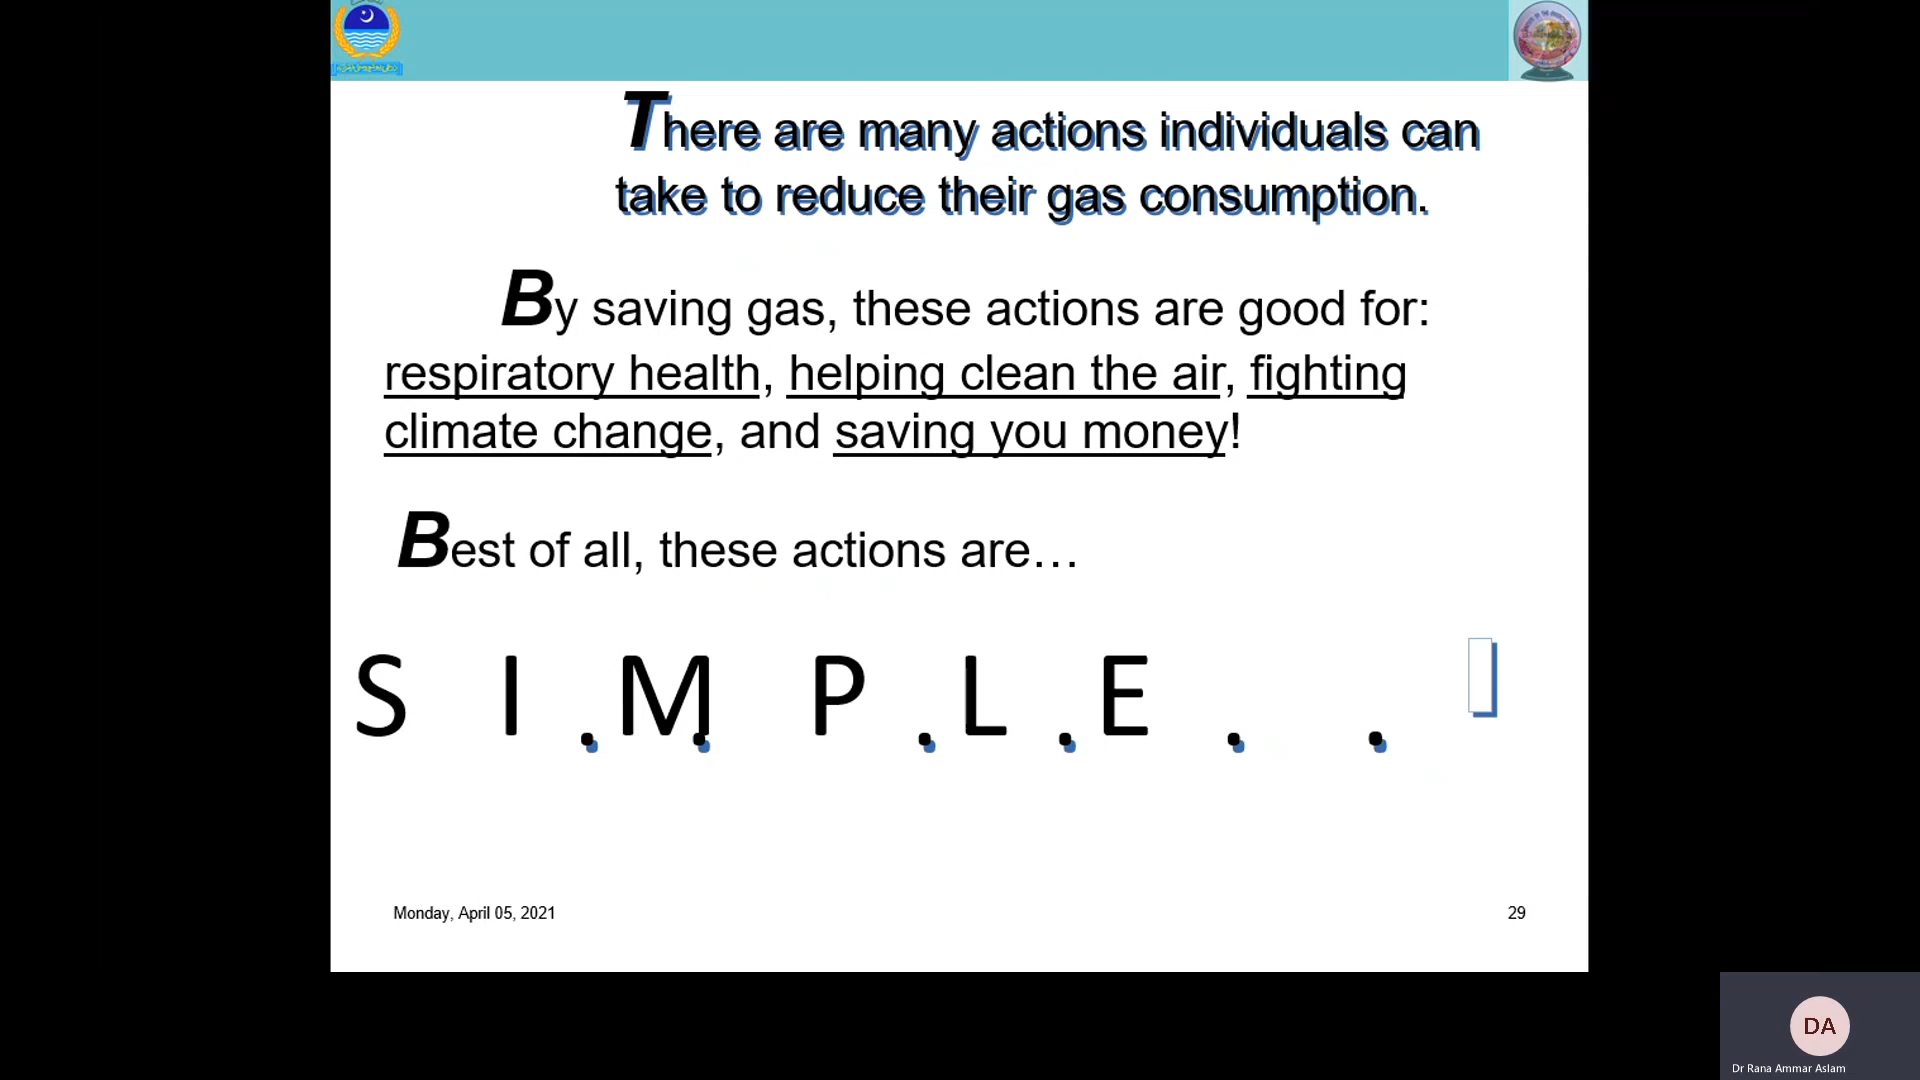 There are many actions individuals can
take to reduce their gas consumption.
By saving gas, these actions are good for:
respiratory health, helping clean the air, fighting
climate change, and saving you money!
Best of all, these actions are…
S I . M . P . L . E . .
Monday, April 05, 2021
29
DA
Dr Rana Ammar Aslam